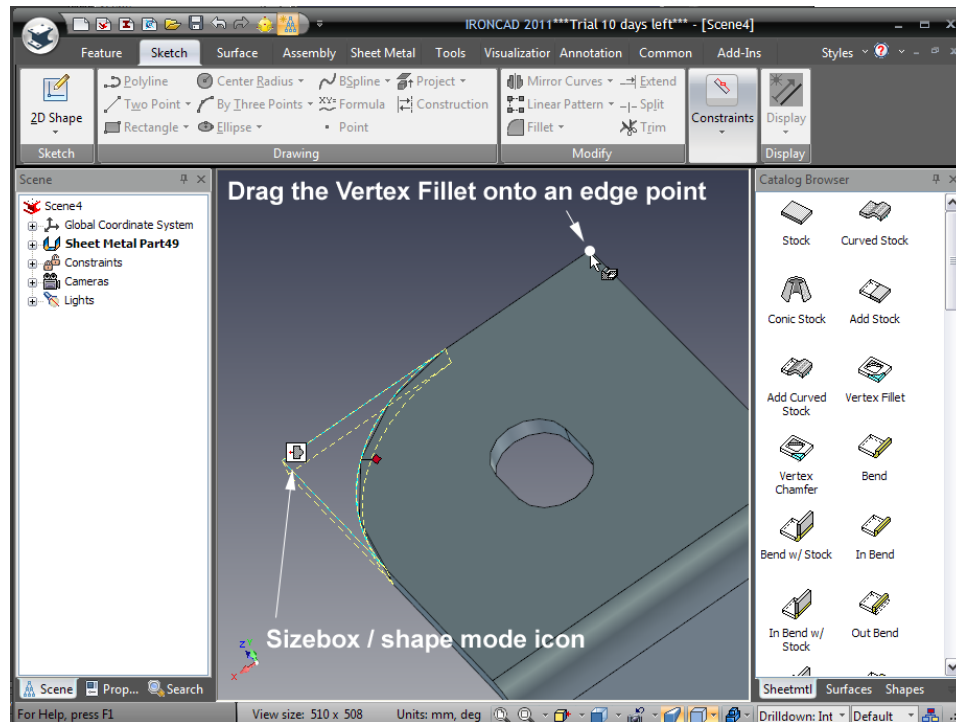 IRONCAD 2011***Trial 10 days left*** - [Scene4]
Feature Sketch Surface Assembly Sheet Metal Tools Visualization Annotation Common Add-Ins Styles
Polyline Center Radius BSpline Project Mirror Curves Extend
2D Shape Two Point By Three Points Formula Construction Linear Pattern Split Constraints Display
Rectangle Ellipse Point Fillet Trim
Sketch Drawing Modify Display
Scene Catalog Browser
Drag the Vertex Fillet onto an edge point
Scene4
Global Coordinate System
Sheet Metal Part49
Constraints
Cameras
Lights
Stock Curved Stock
Conic Stock Add Stock
Add Curved Stock Vertex Fillet
Vertex Chamfer Bend
Bend w/ Stock In Bend
In Bend w/ Stock Out Bend
Sizebox / shape mode icon
z
x
Scene Prop... Search Sheetmtl Surfaces Shapes
For Help, press F1 View size: 510 x 508 Units: mm, deg Drilldown: Int Default